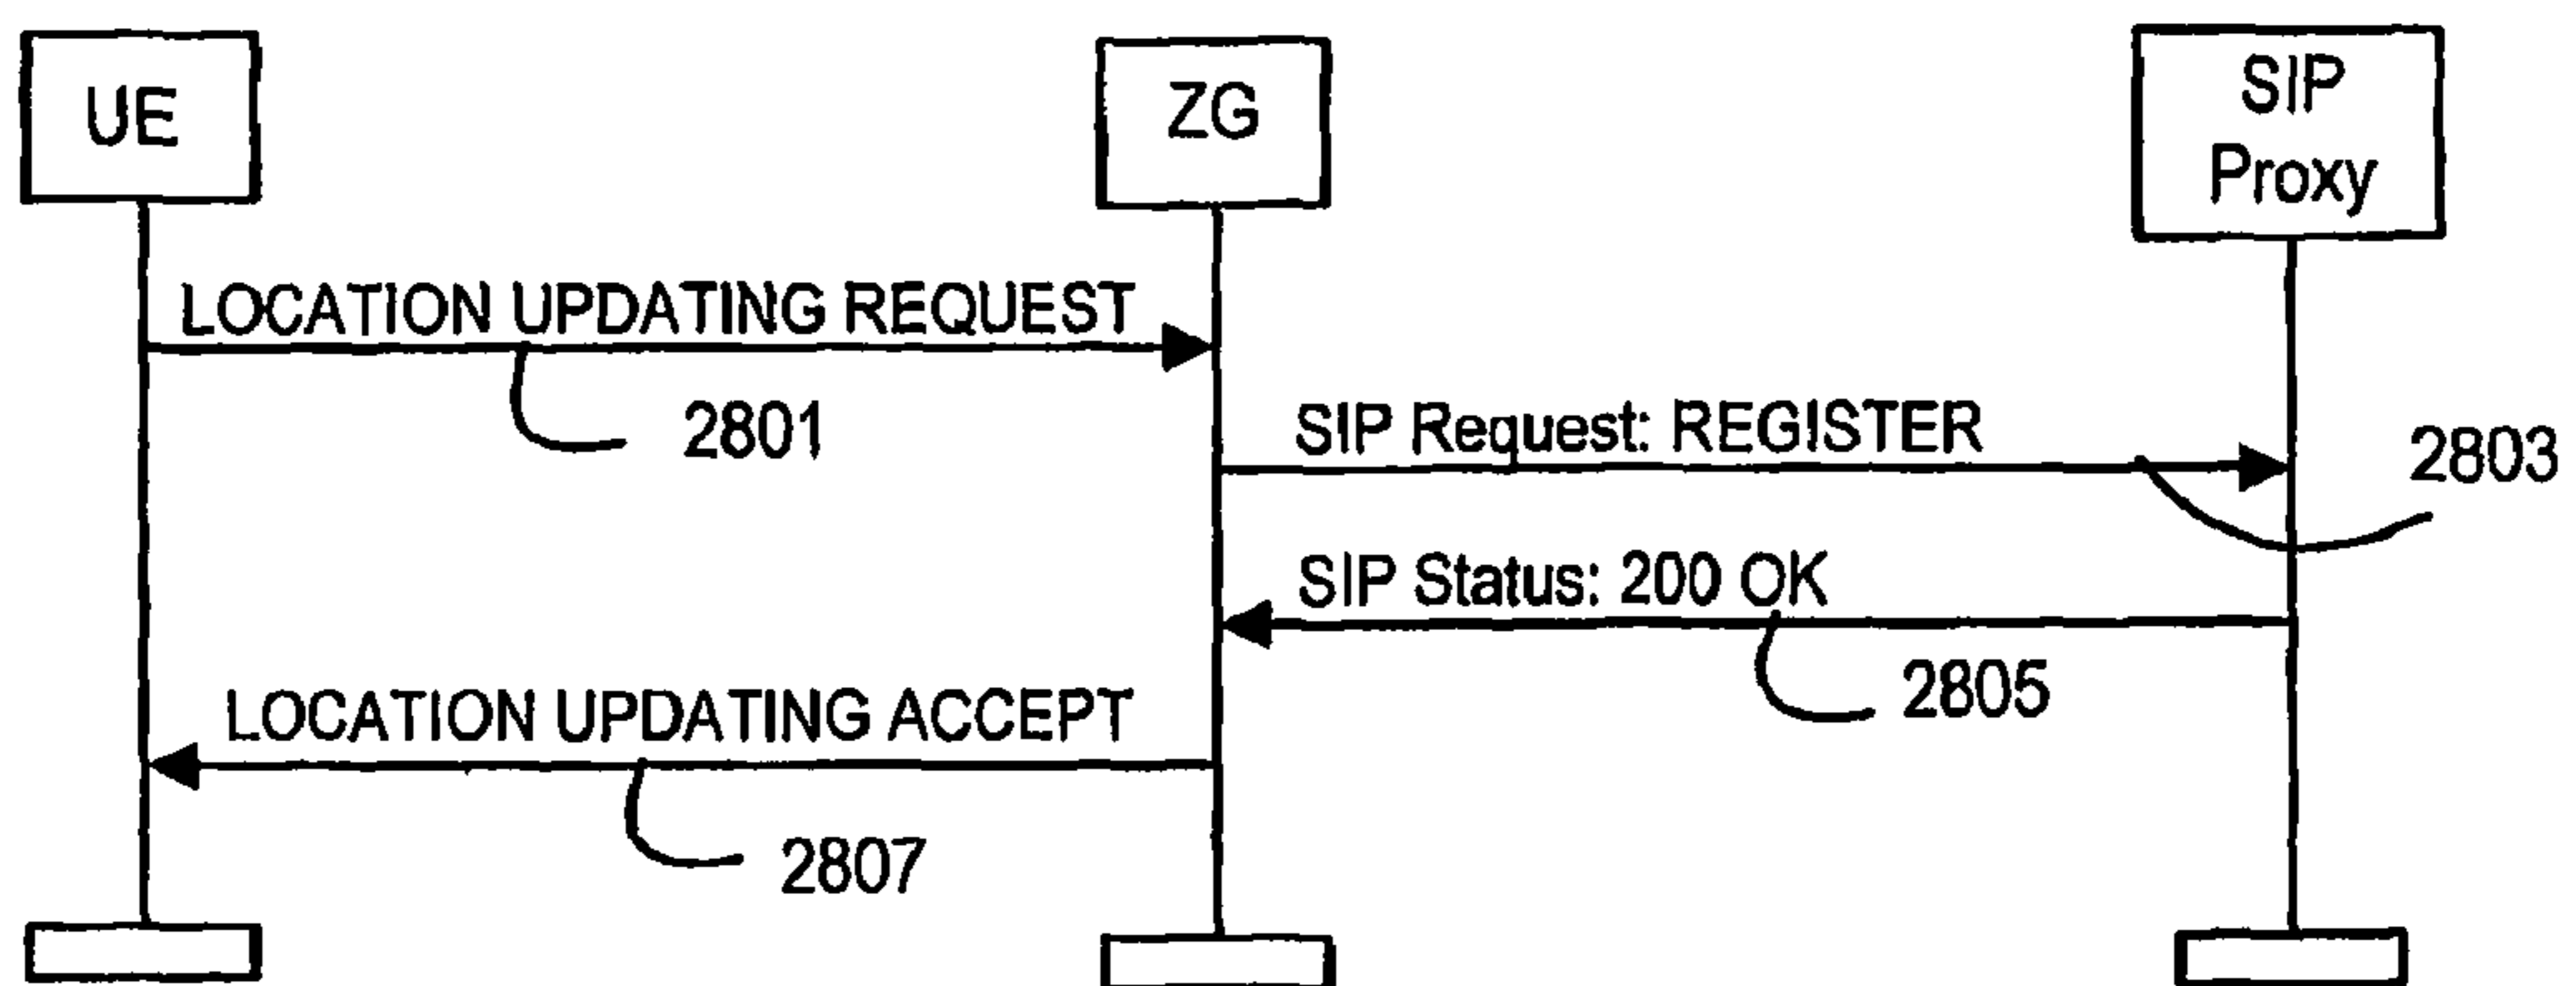 UE
ZG
SIP
Proxy
LOCATION UPDATING REQUEST
2801
SIP Request: REGISTER
2803
SIP Status: 200 OK
2805
LOCATION UPDATING ACCEPT
2807